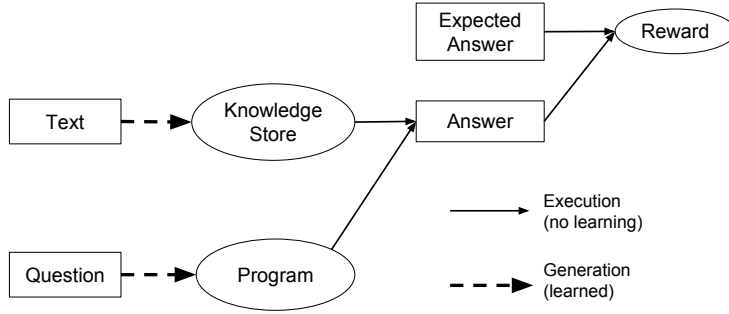 Expected
Answer
Reward
Text
Knowledge
Store
Answer
Execution
(no learning)
Question
Program
Generation
(learned)